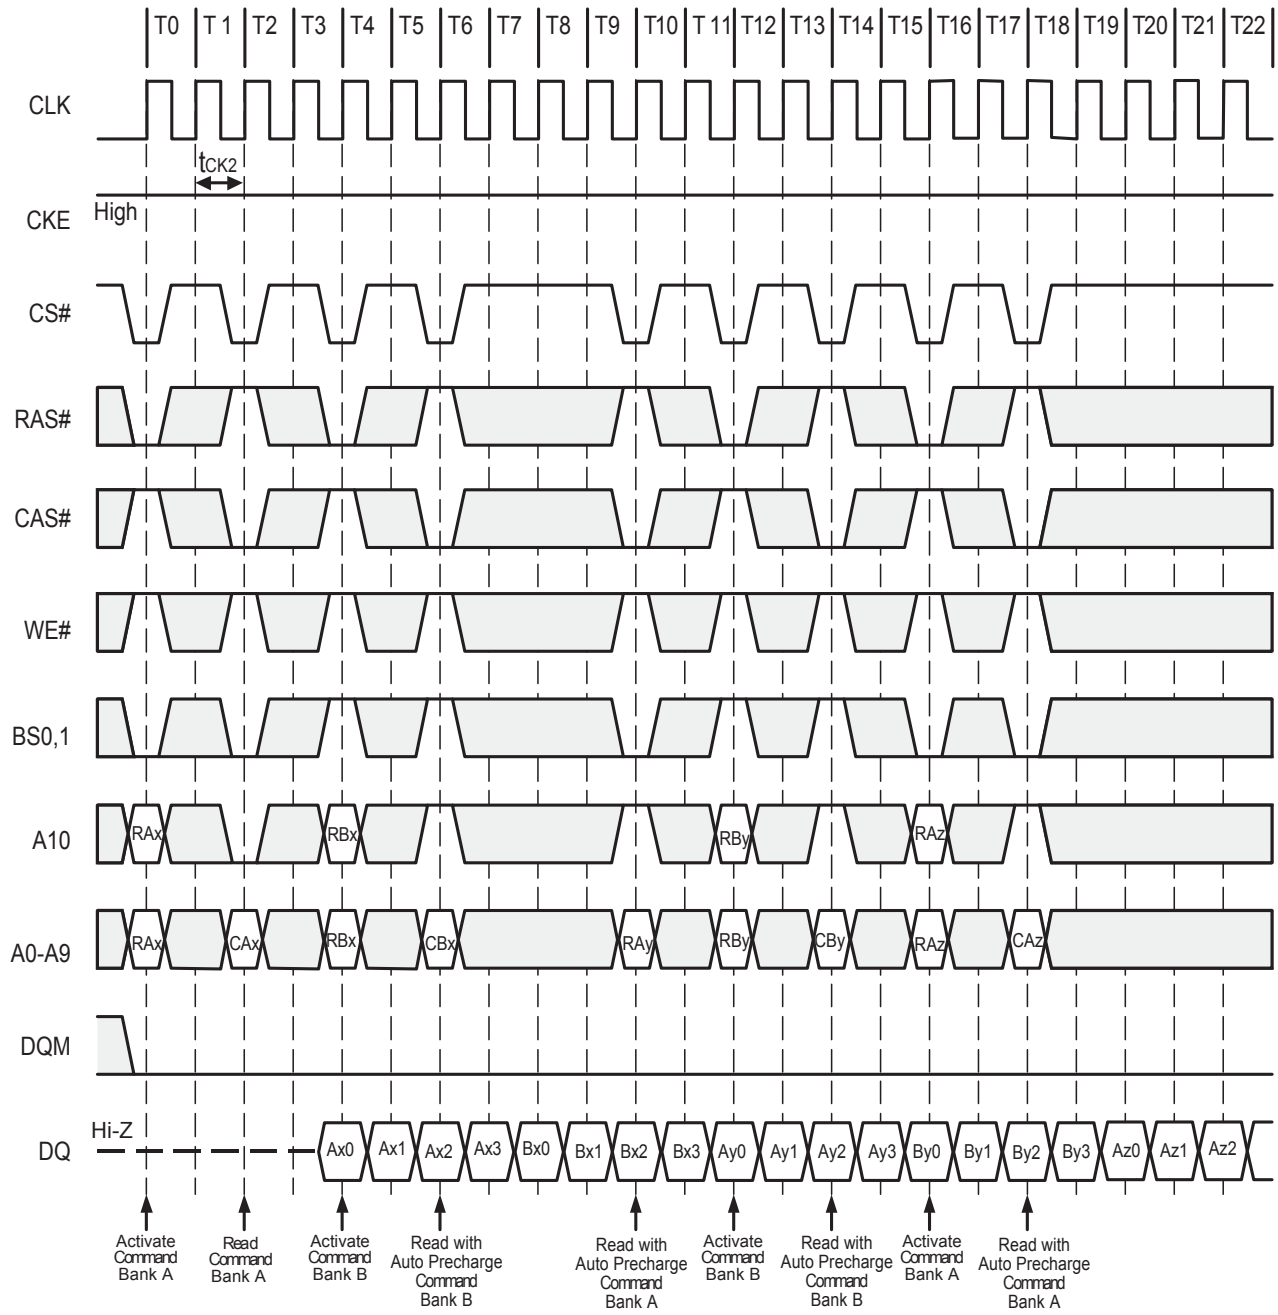 T0 T 1 T2 T3 T4 T5 T6 T7 T8 T9 T10 T 11 T12 T13 T14 T15 T16 T17 T18 T19 T20 T21 T22
CLK
tCK2
High
CKE
CS#
RAS#
CAS#
WE#
BS0,1
A10 RAx RBx RBy RAz
A0-A9 RAx CAx RBx CBx RAy RBy CBy RAz CAz
DQM
Hi-Z
DQ Ax0 Ax1 Ax2 Ax3 Bx0 Bx1 Bx2 Bx3 Ay0 Ay1 Ay2 Ay3 By0 By1 By2 By3 Az0 Az1 Az2
Activate
Command
Bank A
Read
Command
Bank A
Activate
Command
Bank B
Read with
Auto Precharge
Command
Bank B
Read with
Auto Precharge
Command
Bank A
Activate
Command
Bank B
Read with
Auto Precharge
Command
Bank B
Activate
Command
Bank A
Read with
Auto Precharge
Command
Bank A